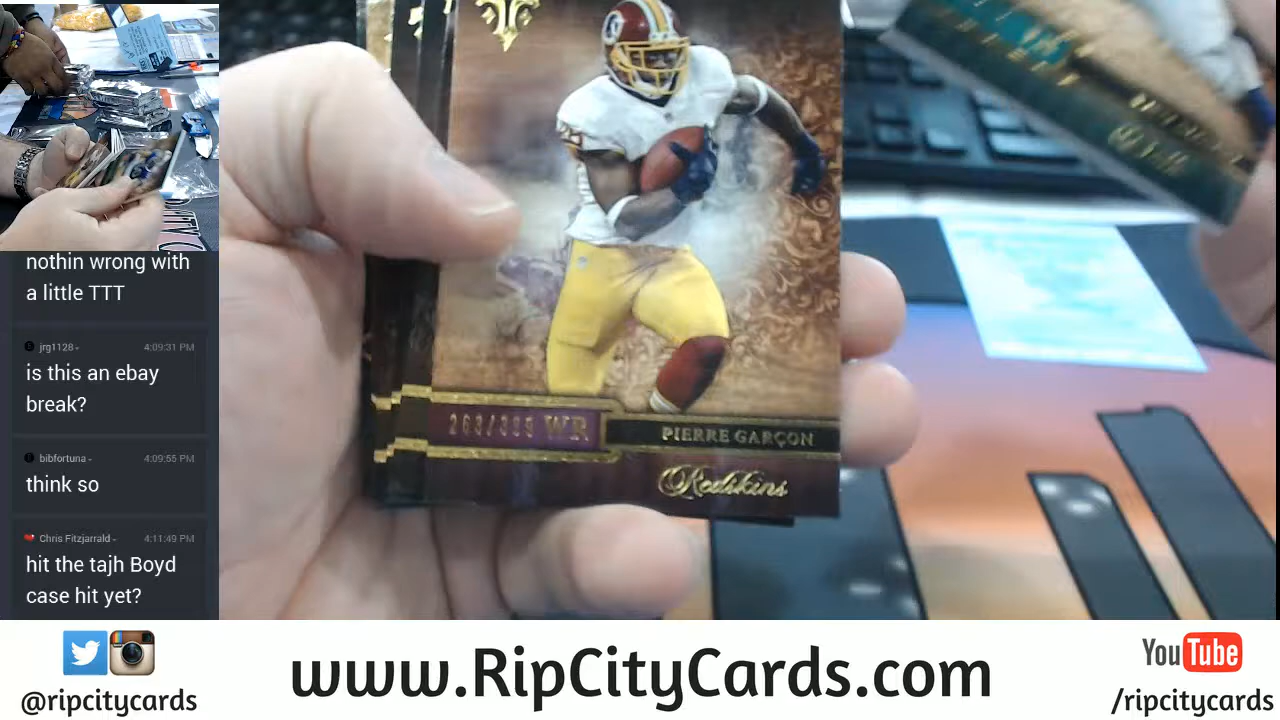 nothin wrong with
a little TTT
jrg1128
4:09:31 PM
is this an ebay
break?
bibfortuna
4:09:55 PM
think so
Chris Fitzjarrald
4:11:49 PM
hit the tajh Boyd
case hit yet?
WR
PIERRE GARÇON
Redskins
@ripcitycards
www.RipCityCards.com
YouTube
/ripcitycards